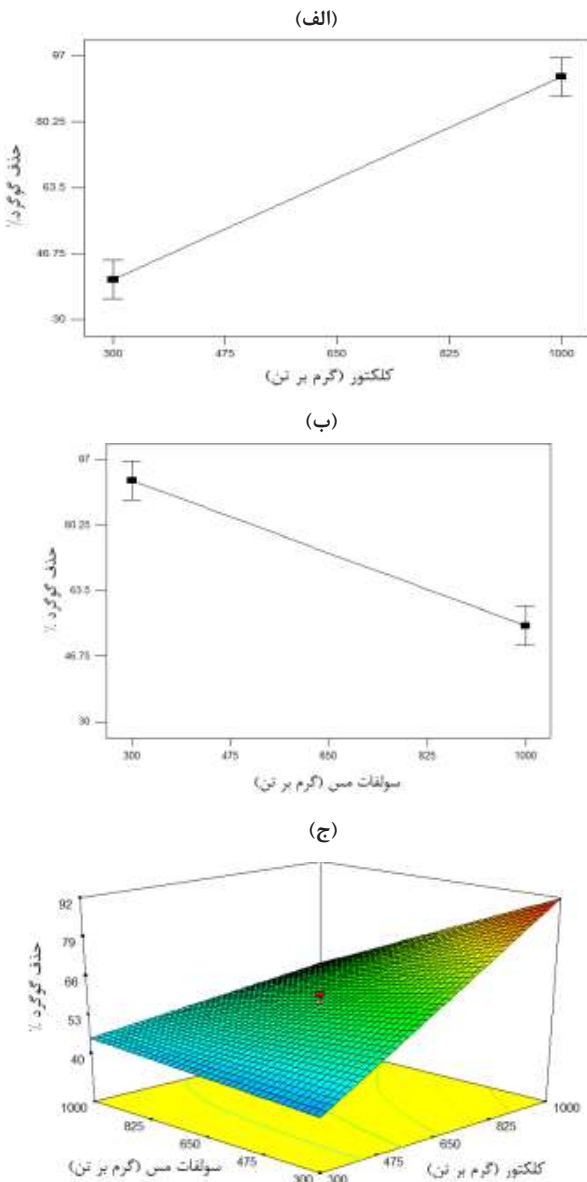 (الف)
97
80.25
63.5
46.75
30
حذف گوگرد٪
300 475 650 825 1000
کلکتور (گرم بر تن)
(ب)
97
80.25
63.5
46.75
30
حذف گوگرد ٪
300 475 650 825 1000
سولفات مس (گرم بر تن)
(ج)
92
79
66
53
40
حذف گوگرد ٪
1000 825 650 475 300
300 475 650 825 1000
سولفات مس (گرم بر تن)
کلکتور (گرم بر تن)